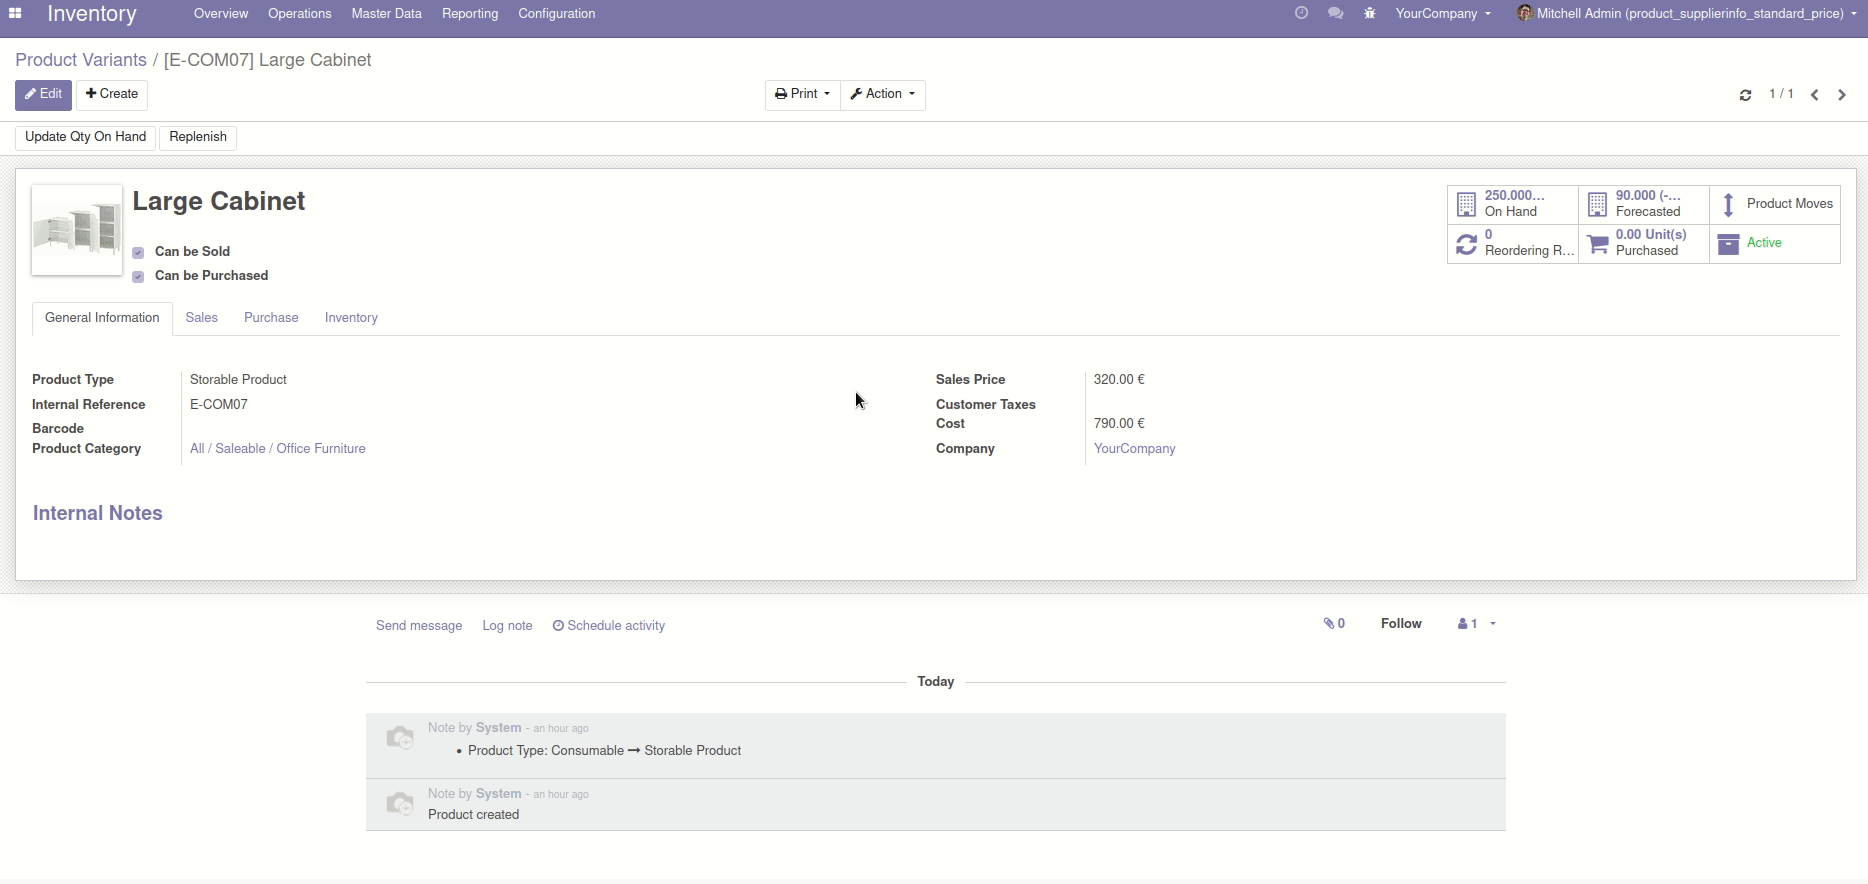 Inventory Overview Operations Master Data Reporting Configuration YourCompany Mitchell Admin (product_supplierinfo_standard_price)
Product Variants / [E-COM07] Large Cabinet
Edit Create Print Action 1 / 1
Update Qty On Hand Replenish
Large Cabinet
Can be Sold
Can be Purchased
250.000...
On Hand
90.000 (-...
Forecasted
Product Moves
0
Reordering R...
0.00 Unit(s)
Purchased
Active
General Information Sales Purchase Inventory
Product Type Storable Product
Internal Reference E-COM07
Barcode
Product Category All / Saleable / Office Furniture
Sales Price 320.00 €
Customer Taxes
Cost 790.00 €
Company YourCompany
Internal Notes
Send message Log note Schedule activity 0 Follow 1
Today
Note by System - an hour ago
• Product Type: Consumable → Storable Product
Note by System - an hour ago
Product created